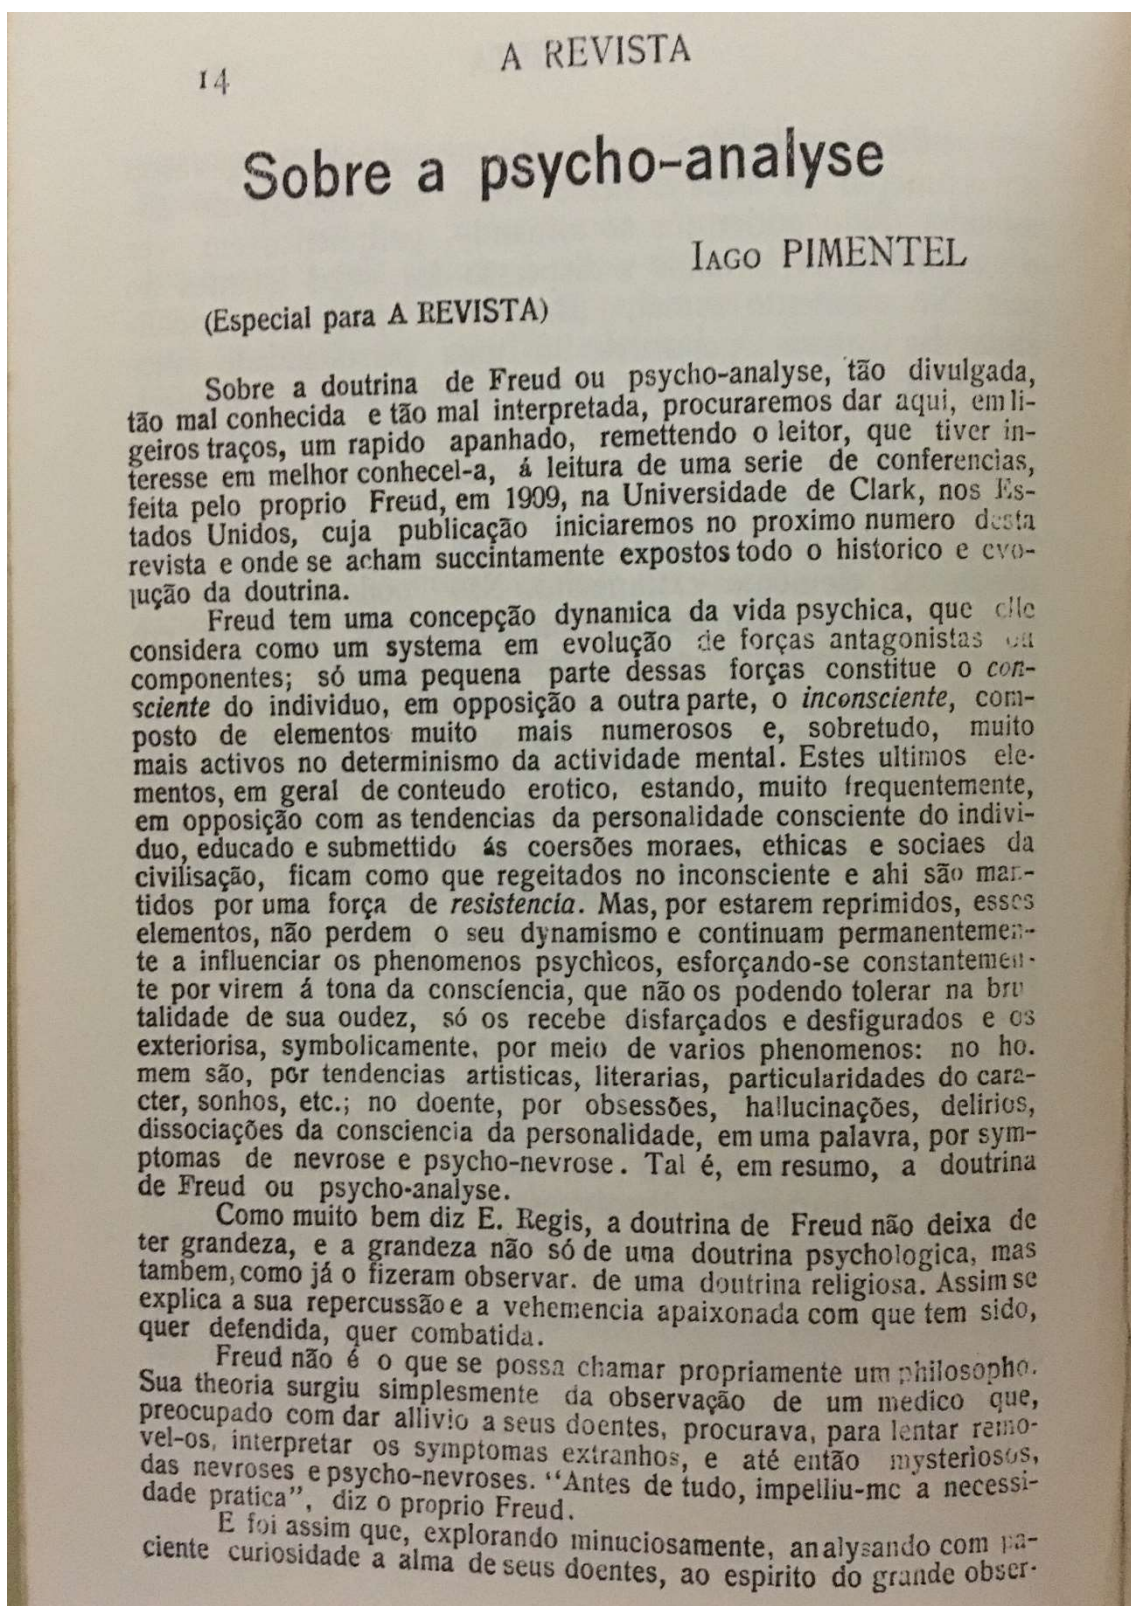 A REVISTA
14
Sobre a psycho-analyse
IAGO PIMENTEL
(Especial para A REVISTA)
Sobre a doutrina de Freud ou psycho-analyse, tão divulgada,
tão mal conhecida e tão mal interpretada, procuraremos dar aqui, em li-
geiros traços, um rapido apanhado, remettendo o leitor, que tiver in-
teresse em melhor conhecel-a, á leitura de uma serie de conferencias,
feita pelo proprio Freud, em 1909, na Universidade de Clark, nos Es-
tados Unidos, cuja publicação iniciaremos no proximo numero desta
revista e onde se acham succintamente expostos todo o historico e evo-
lução da doutrina.
Freud tem uma concepção dynamica da vida psychica, que elle
considera como um systema em evolução de forças antagonistas ou
componentes; só uma pequena parte dessas forças constitue o con-
sciente do individuo, em opposição a outra parte, o inconsciente, com-
posto de elementos muito mais numerosos e, sobretudo, muito
mais activos no determinismo da actividade mental. Estes ultimos ele-
mentos, em geral de conteudo erotico, estando, muito frequentemente,
em opposição com as tendencias da personalidade consciente do indivi-
duo, educado e submettido ás coersões moraes, ethicas e sociaes da
civilisação, ficam como que regeitados no inconsciente e ahi são man-
tidos por uma força de resistencia. Mas, por estarem reprimidos, esses
elementos, não perdem o seu dynamismo e continuam permanentemen-
te a influenciar os phenomenos psychicos, esforçando-se constantemen-
te por virem á tona da consciencia, que não os podendo tolerar na bru
talidade de sua oudez, só os recebe disfarçados e desfigurados e os
exteriorisa, symbolicamente, por meio de varios phenomenos: no ho.
mem são, por tendencias artisticas, literarias, particularidades do cara-
cter, sonhos, etc.; no doente, por obsessões, hallucinações, delirios,
dissociações da consciencia da personalidade, em uma palavra, por sym-
ptomas de nevrose e psycho-nevrose. Tal é, em resumo, a doutrina
de Freud ou psycho-analyse.
Como muito bem diz E. Regis, a doutrina de Freud não deixa de
ter grandeza, e a grandeza não só de uma doutrina psychologica, mas
tambem, como já o fizeram observar. de uma doutrina religiosa. Assim se
explica a sua repercussão e a vehemencia apaixonada com que tem sido,
quer defendida, quer combatida.
Freud não é o que se possa chamar propriamente um philosopho.
Sua theoria surgiu simplesmente da observação de um medico que,
preocupado com dar allivio a seus doentes, procurava, para lentar remo-
vel-os, interpretar os symptomas extranhos, e até então mysteriosos,
das nevroses e psycho-nevroses. "Antes de tudo, impelliu-mc a necessi-
dade pratica", diz o proprio Freud.
E foi assim que, explorando minuciosamente, analysando com pa-
ciente curiosidade a alma de seus doentes, ao espirito do grande obser-